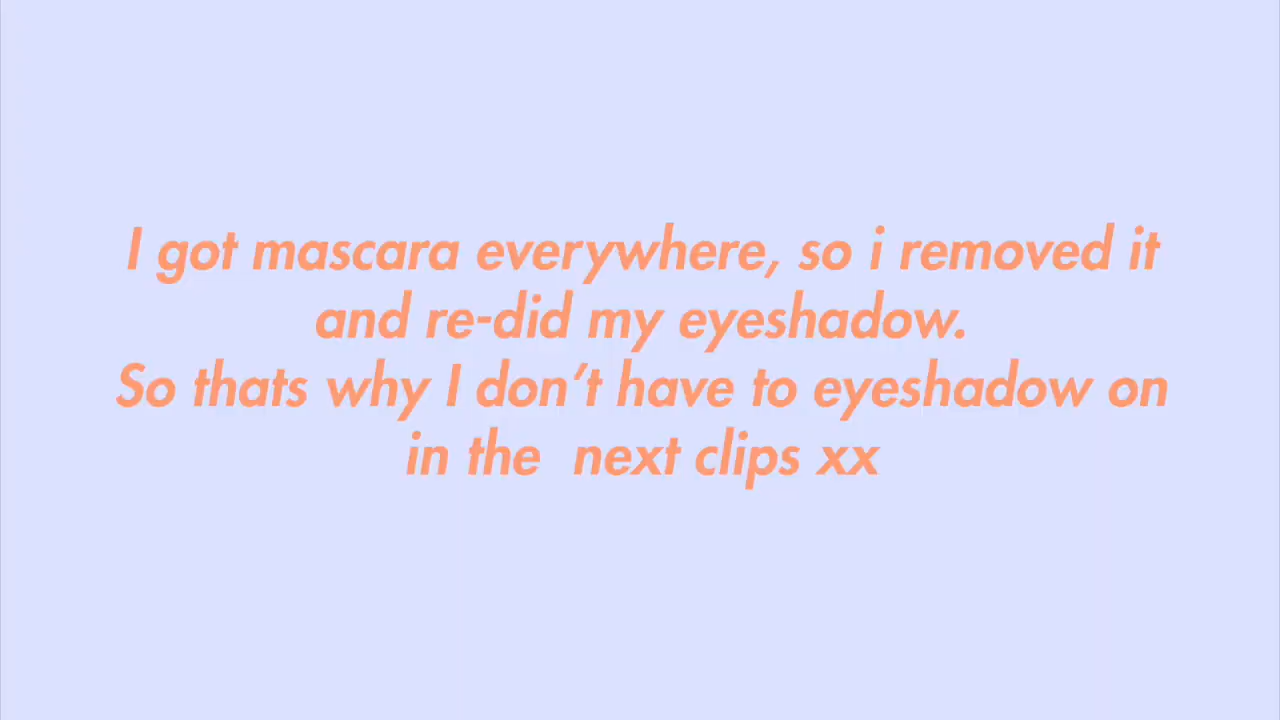 I got mascara everywhere, so i removed it
and re-did my eyeshadow.
So thats why I don’t have to eyeshadow on
in the  next clips xx